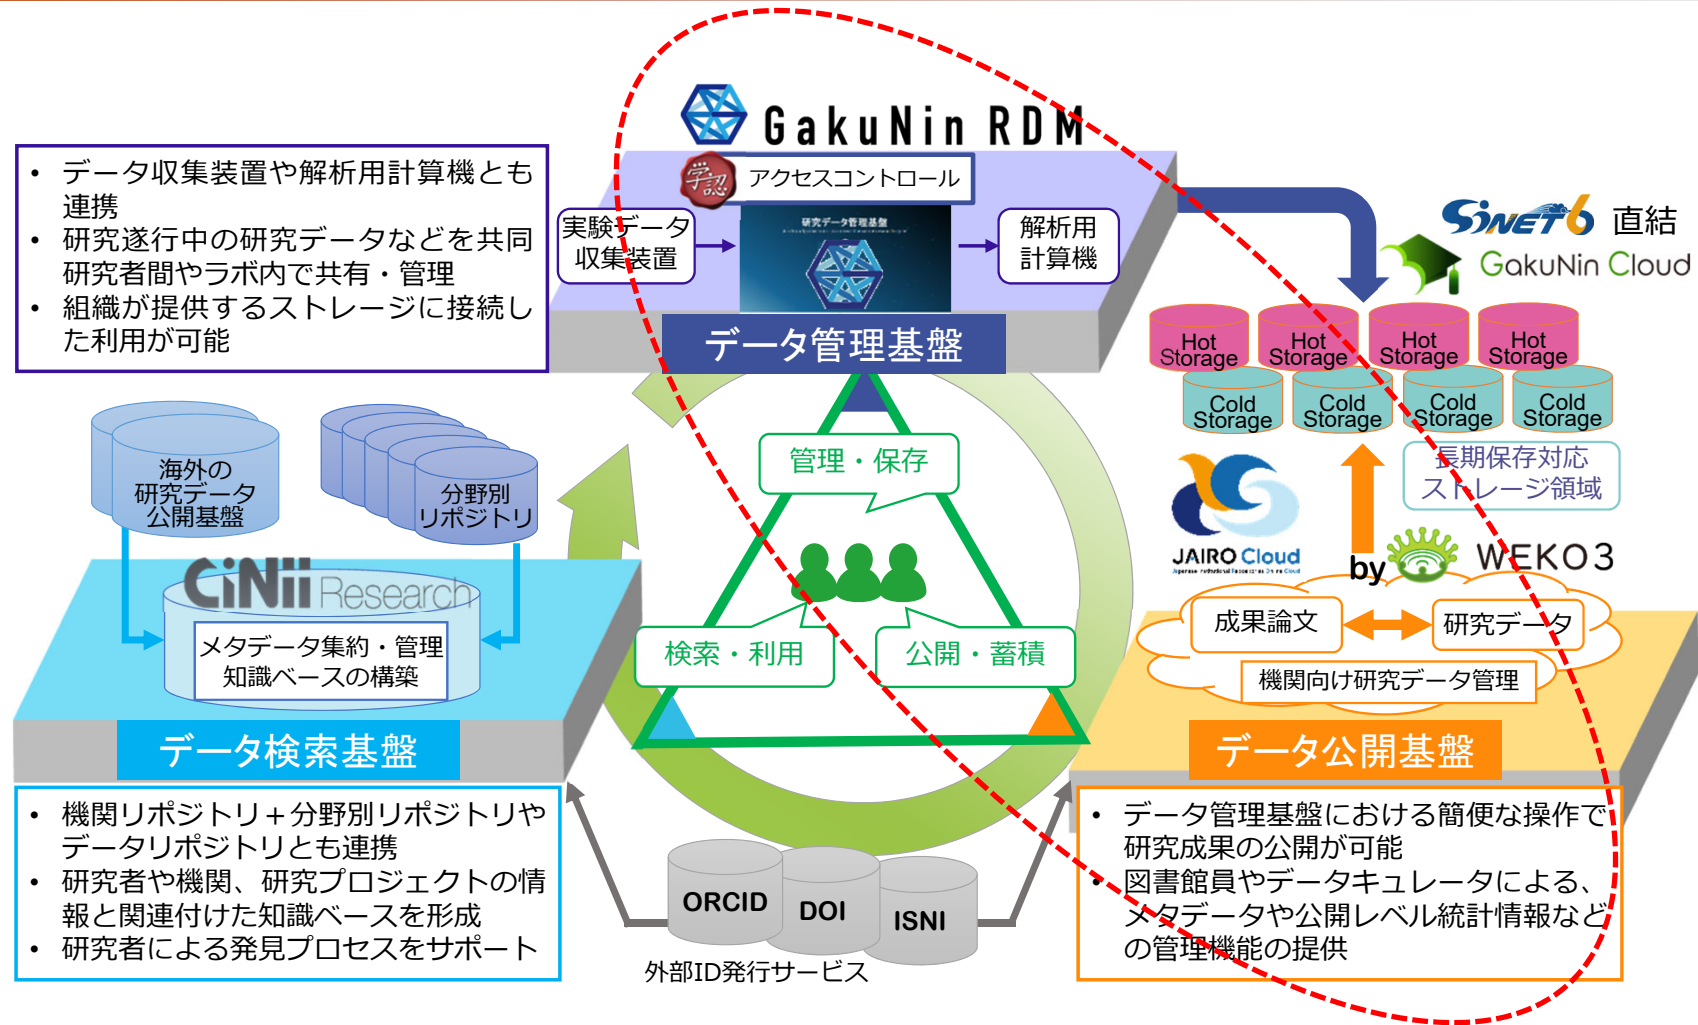 GakuNin RDM
学認
アクセスコントロール
実験データ
収集装置
研究データ管理基盤
解析用
計算機
データ管理基盤
• データ収集装置や解析用計算機とも
連携
• 研究遂行中の研究データなどを共同
研究者間やラボ内で共有・管理
• 組織が提供するストレージに接続し
た利用が可能
SINET6 直結
GakuNin Cloud
Hot
Storage
Hot
Storage
Hot
Storage
Hot
Storage
Cold
Storage
Cold
Storage
Cold
Storage
Cold
Storage
長期保存対応
ストレージ領域
海外の
研究データ
公開基盤
分野別
リポジトリ
管理・保存
検索・利用
公開・蓄積
JAIRO Cloud
by
WEKO3
CiNii Research
メタデータ集約・管理
知識ベースの構築
成果論文
研究データ
機関向け研究データ管理
データ検索基盤
データ公開基盤
• 機関リポジトリ+分野別リポジトリや
データリポジトリとも連携
• 研究者や機関、研究プロジェクトの情
報と関連付けた知識ベースを形成
• 研究者による発見プロセスをサポート
ORCID
DOI
ISNI
外部ID発行サービス
• データ管理基盤における簡便な操作で
研究成果の公開が可能
• 図書館員やデータキュレータによる、
メタデータや公開レベル統計情報など
の管理機能の提供